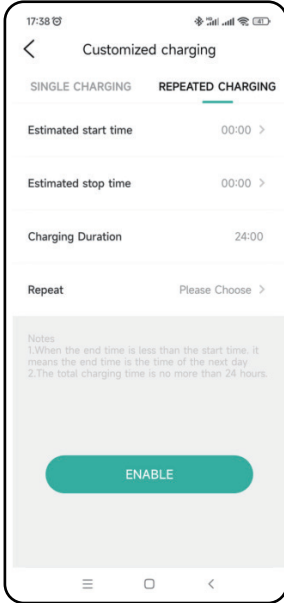 17:38
Customized charging
SINGLE CHARGING REPEATED CHARGING
Estimated start time 00:00
Estimated stop time 00:00
Charging Duration 24:00
Repeat Please Choose
Notes
1.When the end time is less than the start time. it
means the end time is the time of the next day
2.The total charging time is no more than 24 hours
ENABLE